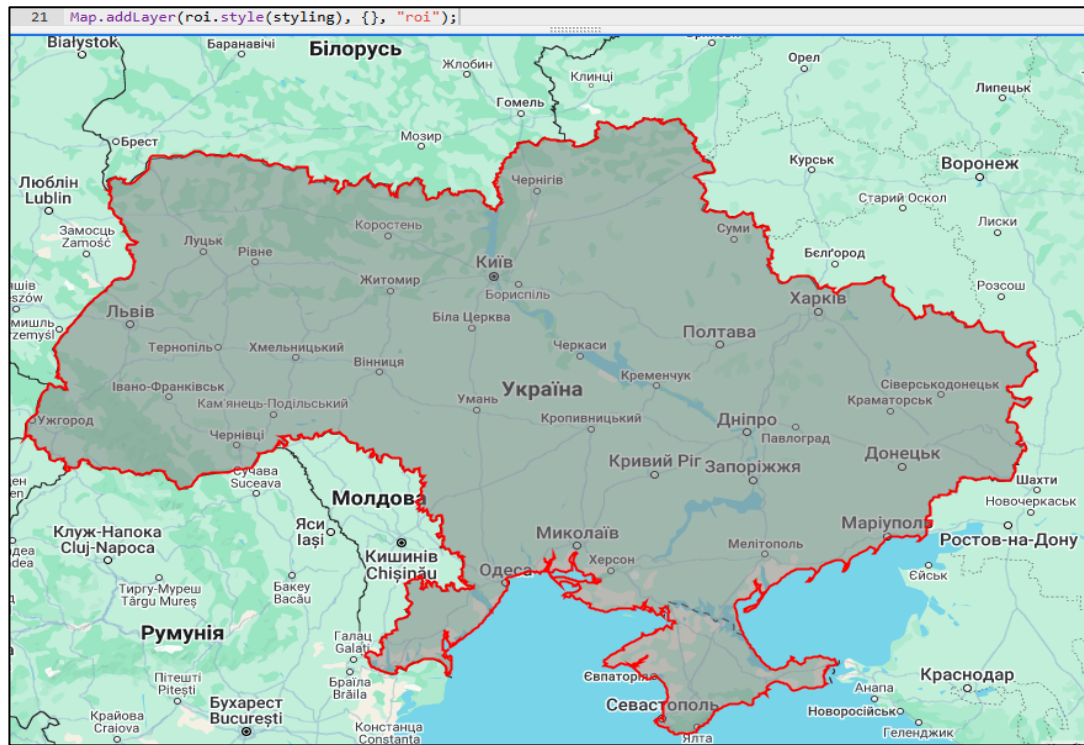 21 Map.addLayer(roi.style(styling), {}, "roi");
Białystok
Баранавічі
Білорусь
Жлобин
Клинці
Орел
Липецьк
Гомель
Брест
Мозир
Курськ
Воронеж
Люблін
Lublin
Чернігів
Старий Оскол
Замосць
Zamość
Коростень
Суми
Лиски
Луцьк
Рівне
Київ
Бєлґород
Житомир
Бориспіль
Розсош
Львів
Біла Церква
Харків
Полтава
Тернопіль
Хмельницький
Черкаси
Вінниця
Україна
Кременчук
Сіверськодонецьк
Івано-Франківськ
Умань
Краматорськ
Кам'янець-Подільський
Кропивницький
Ужгород
Дніпро
Павлоград
Чернівці
Кривий Ріг
Запоріжжя
Донецьк
Сучава
Suceava
Шахти
Молдова
Новочеркаськ
Клуж-Напока
Cluj-Napoca
Яси
Iași
Миколаїв
Маріуполь
Ростов-на-Дону
Кишинів
Chișinău
Херсон
Мелітополь
Одеса
Єйськ
Тиргу-Муреш
Târgu Mureș
Бакеу
Bacău
Румунія
Галац
Galați
Пітешті
Pitești
Браїла
Brăila
Євпаторія
Краснодар
Бухарест
București
Севастополь
Анапа
Новоросійськ
Крайова
Craiova
Констанца
Constanța
Ялта
Геленджик